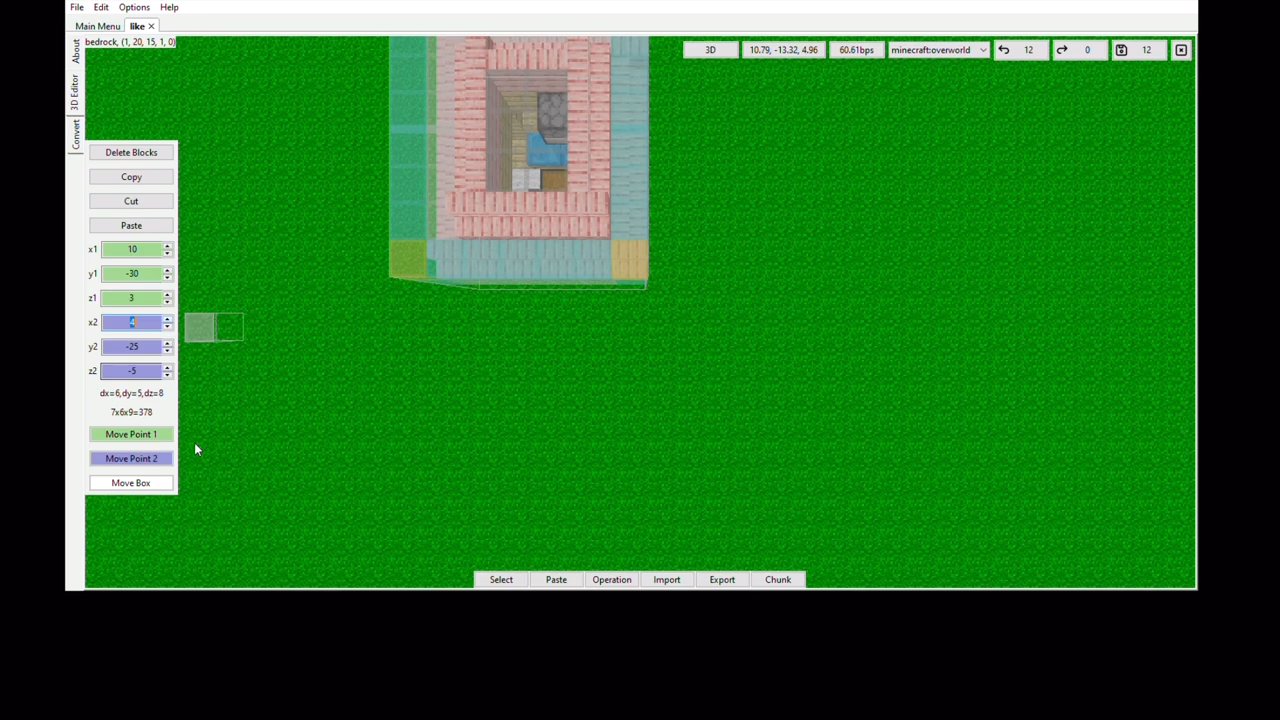 File Edit Options Help
Main Menu like
bedrock, (1, 20, 15, 1, 0)
3D 10.79, -13.32, 4.96 60.61bps minecraft:overworld 12 0 12
About
3D Editor
Convert
Delete Blocks
Copy
Cut
Paste
x1 10
y1 -30
z1 3
x2 4
y2 -25
z2 -5
dx=6,dy=5,dz=8
7x6x9=378
Move Point 1
Move Point 2
Move Box
Select Paste Operation Import Export Chunk